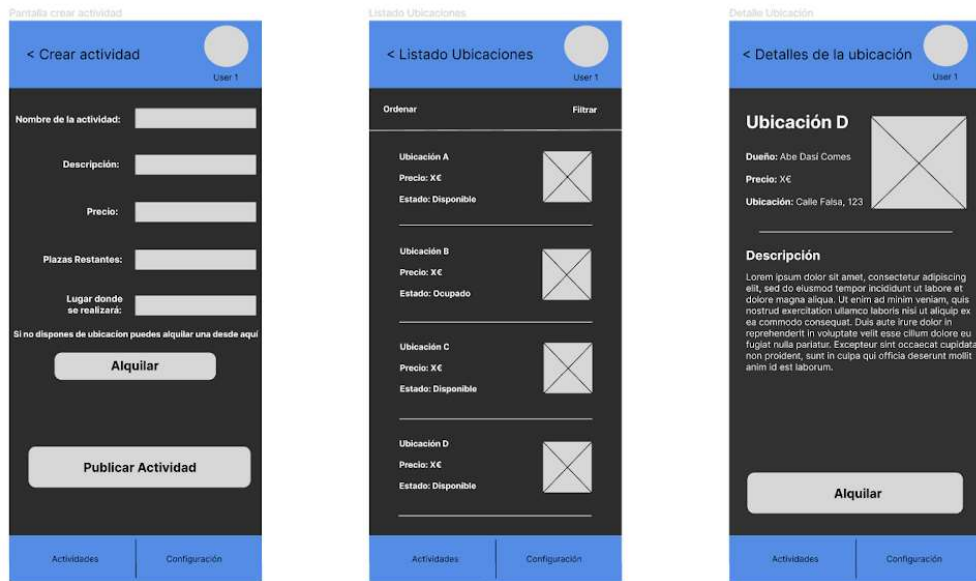 Pantalla crear actividad
< Crear actividad
User 1
Nombre de la actividad:
Descripción:
Precio:
Plazas Restantes:
Lugar donde
se realizará:
Si no dispones de ubicacion puedes alquilar una desde aquí
Alquilar
Publicar Actividad
Actividades
Configuración
Listado Ubicaciones
< Listado Ubicaciones
User 1
Ordenar
Filtrar
Ubicación A
Precio: X€
Estado: Disponible
Ubicación B
Precio: X€
Estado: Ocupado
Ubicación C
Precio: X€
Estado: Disponible
Ubicación D
Precio: X€
Estado: Disponible
Actividades
Configuración
Detalle Ubicación
< Detalles de la ubicación
User 1
Ubicación D
Dueño: Abe Dasí Comes
Precio: X€
Ubicación: Calle Falsa, 123
Descripción
Lorem ipsum dolor sit amet, consectetur adipiscing
elit, sed do eiusmod tempor incididunt ut labore et
dolore magna aliqua. Ut enim ad minim veniam, quis
nostrud exercitation ullamco laboris nisi ut aliquip ex
ea commodo consequat. Duis aute irure dolor in
reprehenderit in voluptate velit esse cillum dolore eu
fugiat nulla pariatur. Excepteur sint occaecat cupidata
non proident, sunt in culpa qui officia deserunt mollit
anim id est laborum.
Alquilar
Actividades
Configuración